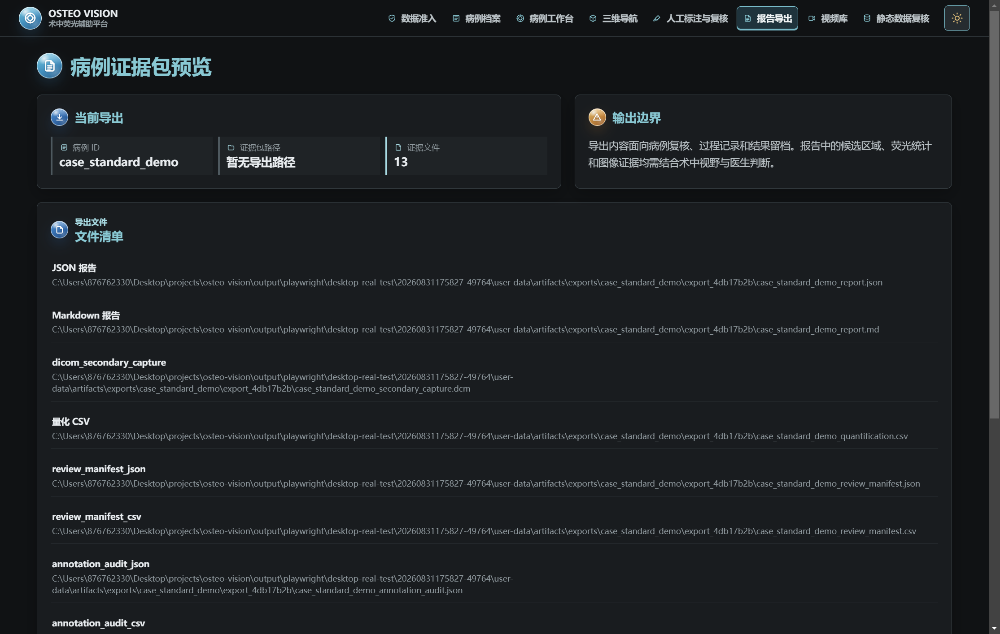 OSTEO VISION
术中荧光辅助平台
数据准入
病例档案
病例工作台
三维导航
人工标注与复核
报告导出
视频库
静态数据复核
病例证据包预览
当前导出
病例 ID
case_standard_demo
证据包路径
暂无导出路径
证据文件
13
输出边界
导出内容面向病例复核、过程记录和结果留档。报告中的候选区域、荧光统计
和图像证据均需结合术中视野与医生判断。
导出文件
文件清单
JSON 报告
C:\Users\876762330\Desktop\projects\osteo-vision\output\playwright\desktop-real-test\20260831175827-49764\user-data\artifacts\exports\case_standard_demo\export_4db17b2b\case_standard_demo_report.json
Markdown 报告
C:\Users\876762330\Desktop\projects\osteo-vision\output\playwright\desktop-real-test\20260831175827-49764\user-data\artifacts\exports\case_standard_demo\export_4db17b2b\case_standard_demo_report.md
dicom_secondary_capture
C:\Users\876762330\Desktop\projects\osteo-vision\output\playwright\desktop-real-test\20260831175827-49764\user-
data\artifacts\exports\case_standard_demo\export_4db17b2b\case_standard_demo_secondary_capture.dcm
量化 CSV
C:\Users\876762330\Desktop\projects\osteo-vision\output\playwright\desktop-real-test\20260831175827-49764\user-data\artifacts\exports\case_standard_demo\export_4db17b2b\case_standard_demo_quantification.csv
review_manifest_json
C:\Users\876762330\Desktop\projects\osteo-vision\output\playwright\desktop-real-test\20260831175827-49764\user-data\artifacts\exports\case_standard_demo\export_4db17b2b\case_standard_demo_review_manifest.json
review_manifest_csv
C:\Users\876762330\Desktop\projects\osteo-vision\output\playwright\desktop-real-test\20260831175827-49764\user-data\artifacts\exports\case_standard_demo\export_4db17b2b\case_standard_demo_review_manifest.csv
annotation_audit_json
C:\Users\876762330\Desktop\projects\osteo-vision\output\playwright\desktop-real-test\20260831175827-49764\user-
data\artifacts\exports\case_standard_demo\export_4db17b2b\case_standard_demo_annotation_audit.json
annotation_audit_csv